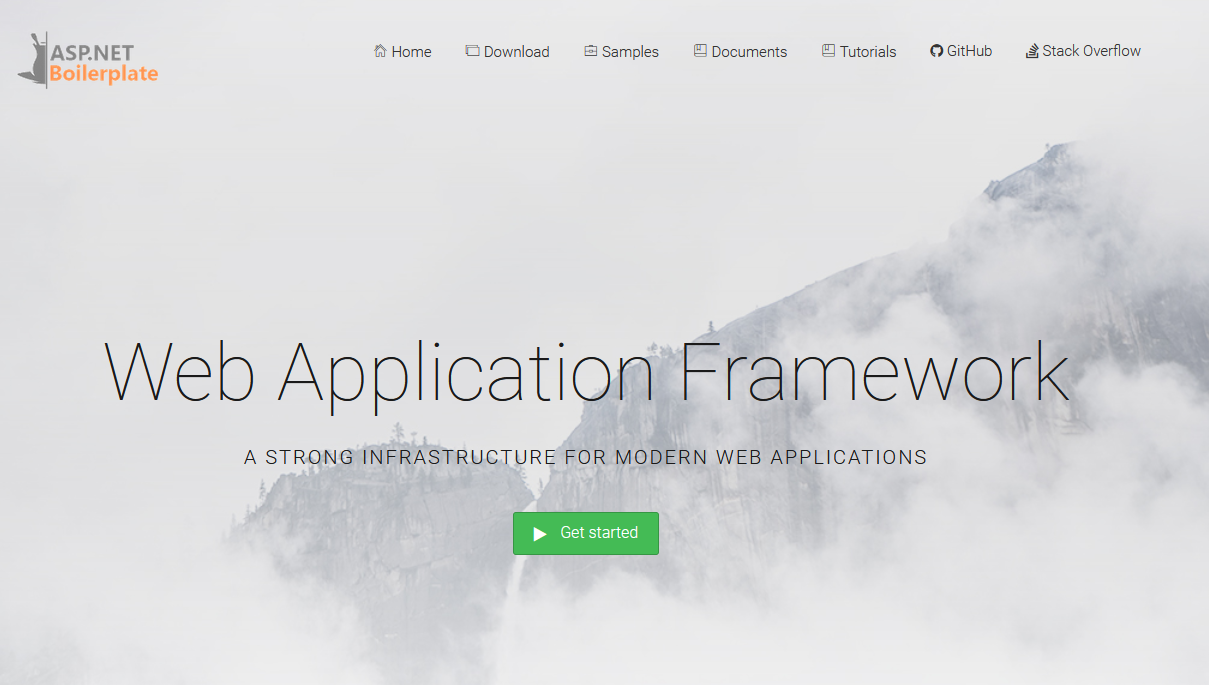 ASP.NET
Boilerplate
Home Download Samples Documents Tutorials GitHub Stack Overflow
Web Application Framework
A STRONG INFRASTRUCTURE FOR MODERN WEB APPLICATIONS
Get started